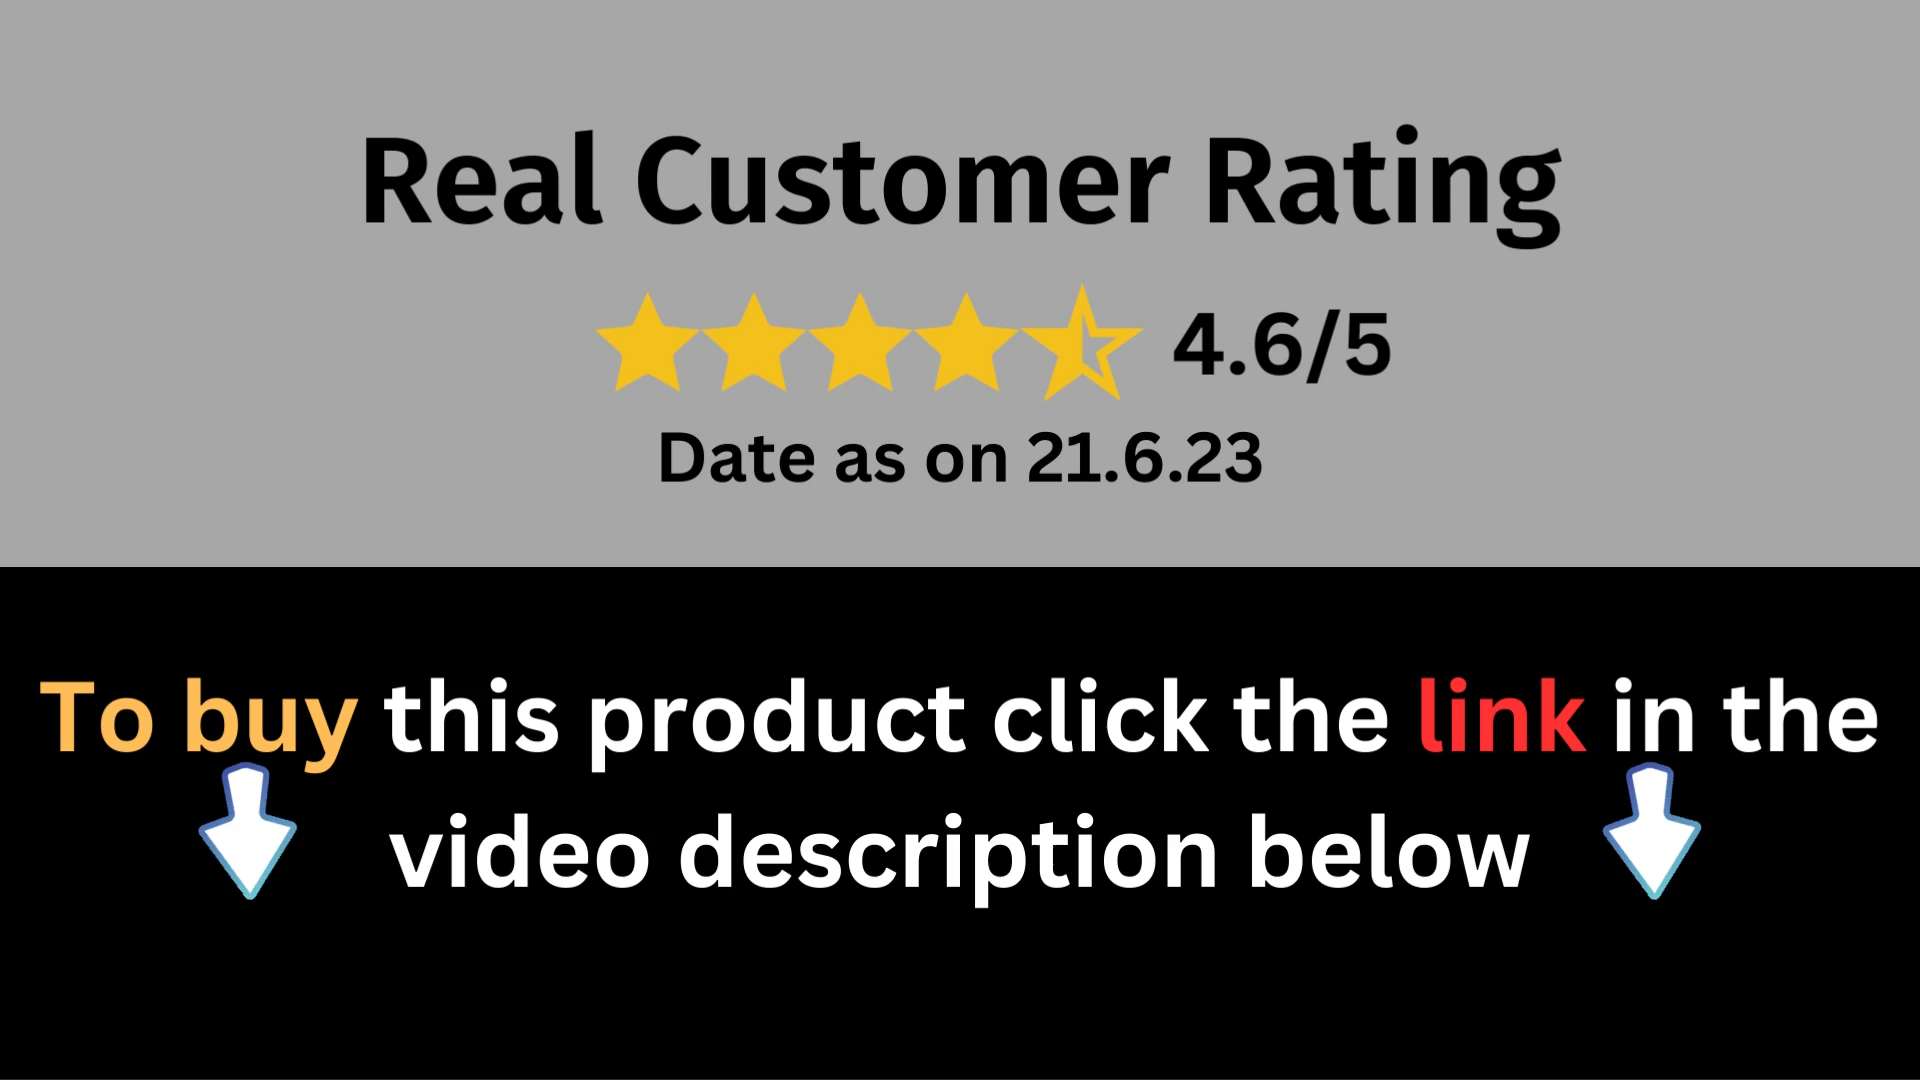 Real Customer Rating
4.6/5
Date as on 21.6.23
To buy this product click the link in the
video description below